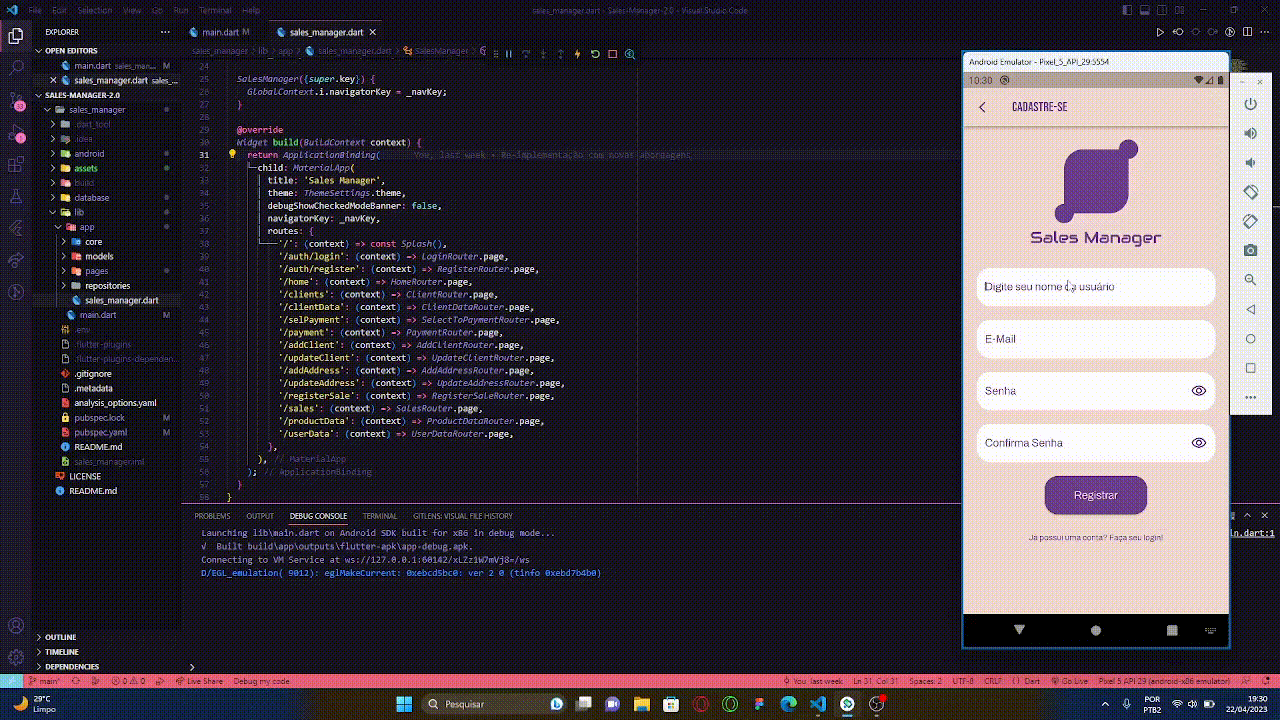 File Edit Selection View Go Run Terminal Help
sales_manager.dart - Sales-Manager-2.0 - Visual Studio Code
EXPLORER
OPEN EDITORS
main.dart sales_man... M
sales_manager.dart sales_...
SALES-MANAGER-2.0
sales_manager
.dart_tool
.idea
android
assets
build
database
lib
app
core
models
pages
repositories
sales_manager.dart
main.dart M
.env
.flutter-plugins
.flutter-plugins-dependen...
.gitignore
.metadata
analysis_options.yaml
pubspec.lock M
pubspec.yaml M
README.md
sales_manager.iml
LICENSE
README.md
OUTLINE
TIMELINE
DEPENDENCIES
main.dart M
sales_manager.dart
sales_manager > lib > app > sales_manager.dart > SalesManager
24
25 SalesManager({super.key}) {
26 GlobalContext.i.navigatorKey = _navKey;
27 }
28
29 @override
30 Widget build(BuildContext context) {
31 return ApplicationBinding( You, last week • Re-implementação com novas abordagens
32 child: MaterialApp(
33 title: 'Sales Manager',
34 theme: ThemeSettings.theme,
35 debugShowCheckedModeBanner: false,
36 navigatorKey: _navKey,
37 routes: {
38 '/': (context) => const Splash(),
39 '/auth/login': (context) => LoginRouter.page,
40 '/auth/register': (context) => RegisterRouter.page,
41 '/home': (context) => HomeRouter.page,
42 '/clients': (context) => ClientRouter.page,
43 '/clientData': (context) => ClientDataRouter.page,
44 '/selPayment': (context) => SelectToPaymentRouter.page,
45 '/payment': (context) => PaymentRouter.page,
46 '/addClient': (context) => AddClientRouter.page,
47 '/updateClient': (context) => UpdateClientRouter.page,
48 '/addAddress': (context) => AddAddressRouter.page,
49 '/updateAddress': (context) => UpdateAddressRouter.page,
50 '/registerSale': (context) => RegisterSaleRouter.page,
51 '/sales': (context) => SalesRouter.page,
52 '/productData': (context) => ProductDataRouter.page,
53 '/userData': (context) => UserDataRouter.page,
54 },
55 ), // MaterialApp
56 ); // ApplicationBinding
57 }
58 }
PROBLEMS OUTPUT DEBUG CONSOLE TERMINAL GITLENS: VISUAL FILE HISTORY
Launching lib\main.dart on Android SDK built for x86 in debug mode...
√ Built build\app\outputs\flutter-apk\app-debug.apk.
Connecting to VM Service at ws://127.0.0.1:60142/xLZz1W7mVj8=/ws
D/EGL_emulation( 9012): eglMakeCurrent: 0xebcd5bc0: ver 2 0 (tinfo 0xebd7b4b0)
in.dart:1
Android Emulator - Pixel_5_API_29:5554
10:30
CADASTRE-SE
Sales Manager
Digite seu nome de usuário
E-Mail
Senha
Confirma Senha
Registrar
Já possui uma conta? Faça seu login!
main* 0 0 Live Share Debug my code
You, last week Ln 31, Col 31 Spaces: 2 UTF-8 CRLF Dart Go Live Pixel 5 API 29 (android-x86 emulator)
29°C
Limpo
Pesquisar
POR
PTB2
19:30
22/04/2023